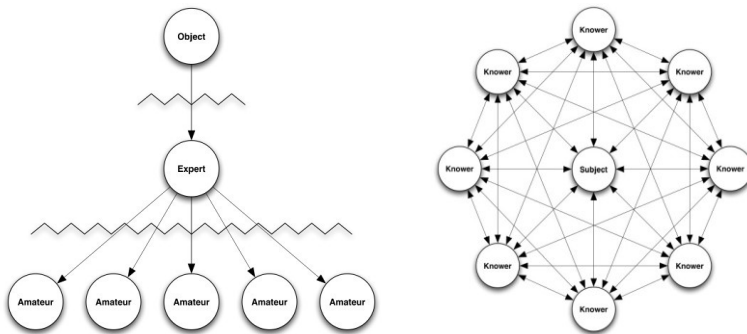 Object
Expert
Amateur Amateur Amateur Amateur Amateur
Knower
Knower Knower
Knower Subject Knower
Knower Knower
Knower